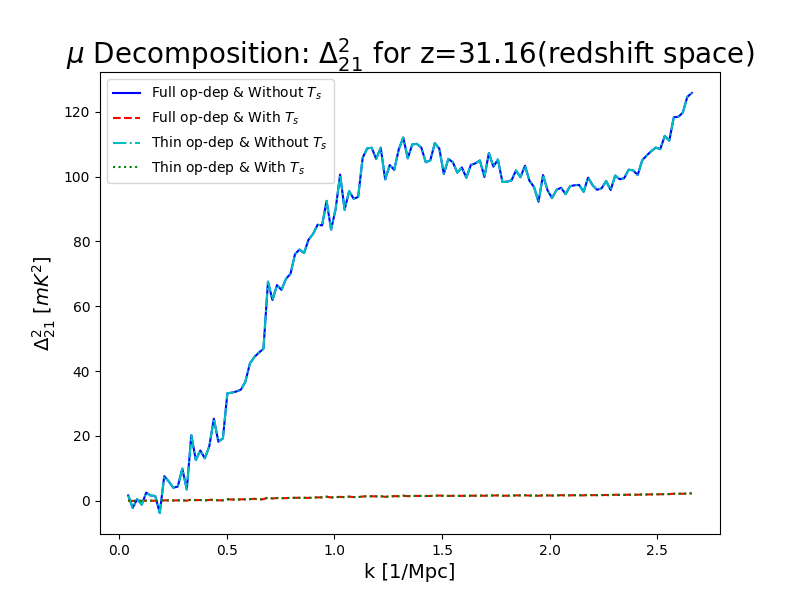 μ Decomposition: Δ²₂₁ for z=31.16(redshift space)
Full op-dep & Without Tₛ
Full op-dep & With Tₛ
Thin op-dep & Without Tₛ
Thin op-dep & With Tₛ
120
100
80
60
40
20
0
Δ²₂₁ [mK²]
0.0 0.5 1.0 1.5 2.0 2.5
k [1/Mpc]